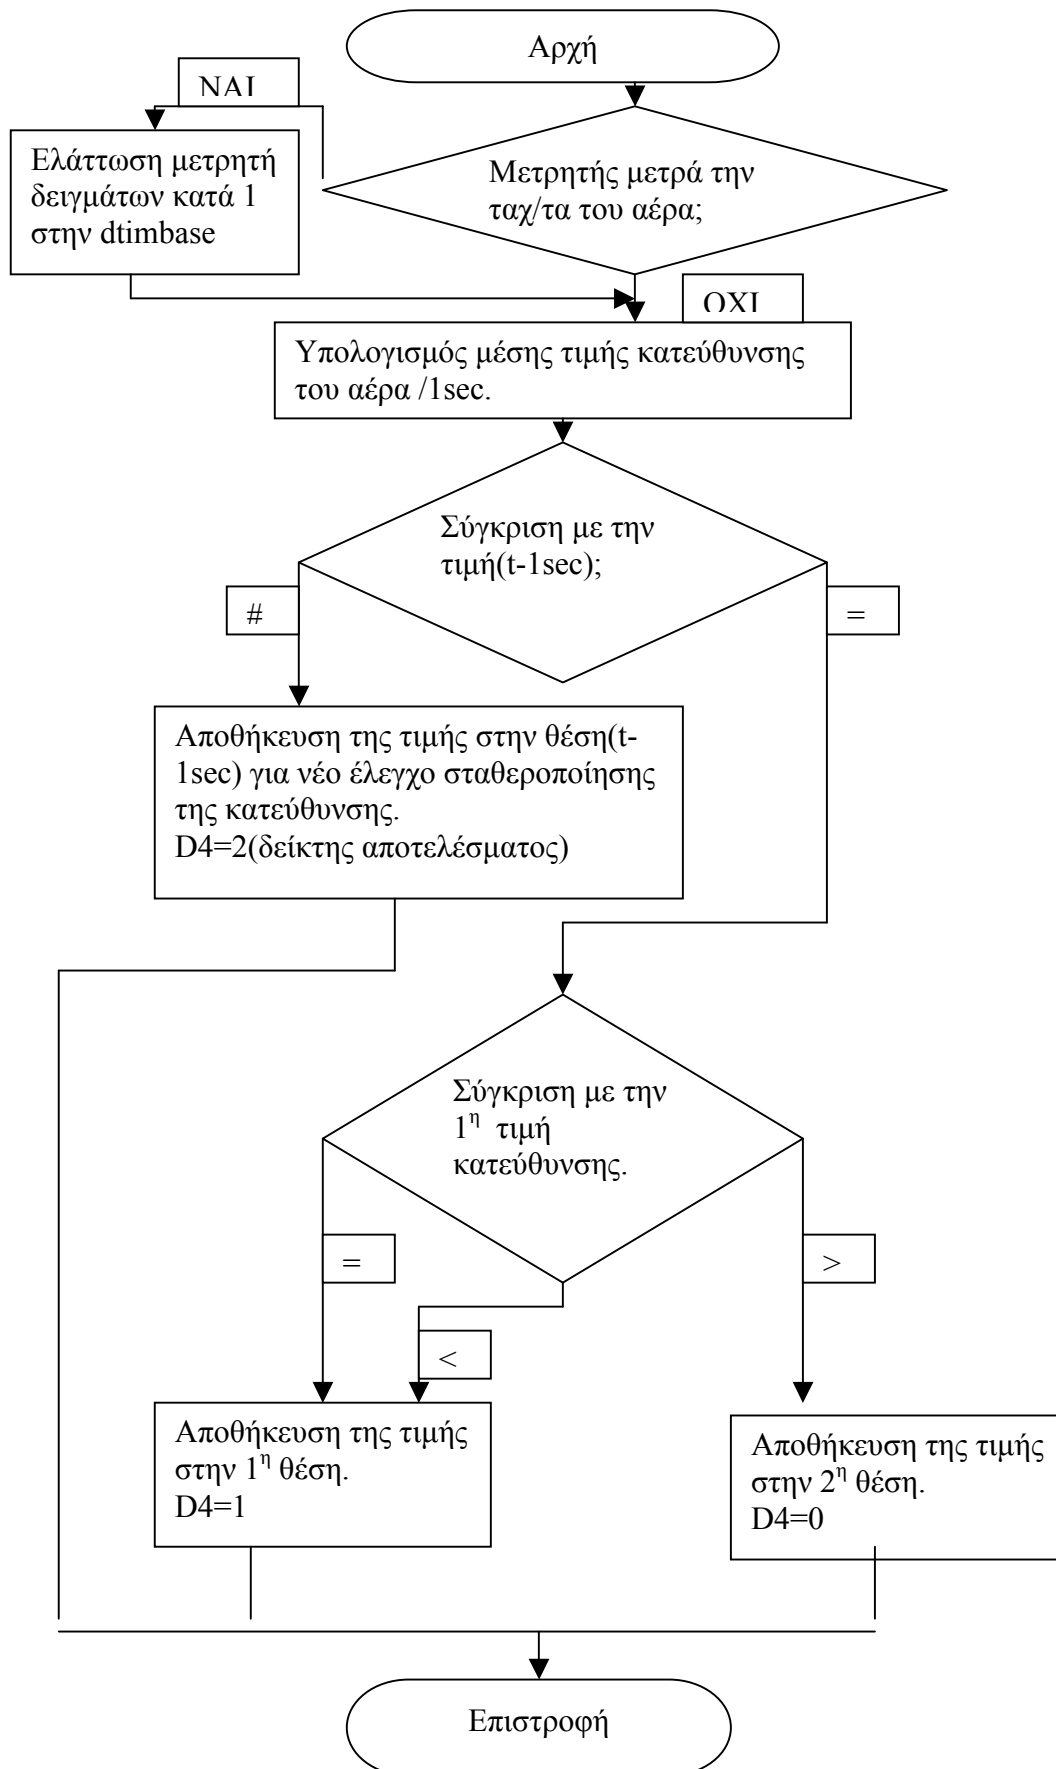 Αρχή
ΝΑΙ
Μετρητής μετρά την
ταχ/τα του αέρα;
Ελάττωση μετρητή
δειγμάτων κατά 1
στην dtimbase
ΟΧΙ
Υπολογισμός μέσης τιμής κατεύθυνσης
του αέρα /1sec.
Σύγκριση με την
τιμή(t-1sec);
#
=
Αποθήκευση της τιμής στην θέση(t-
1sec) για νέο έλεγχο σταθεροποίησης
της κατεύθυνσης.
D4=2(δείκτης αποτελέσματος)
Σύγκριση με την
1η τιμή
κατεύθυνσης.
=
>
<
Αποθήκευση της τιμής
στην 1η θέση.
D4=1
Αποθήκευση της τιμής
στην 2η θέση.
D4=0
Επιστροφή